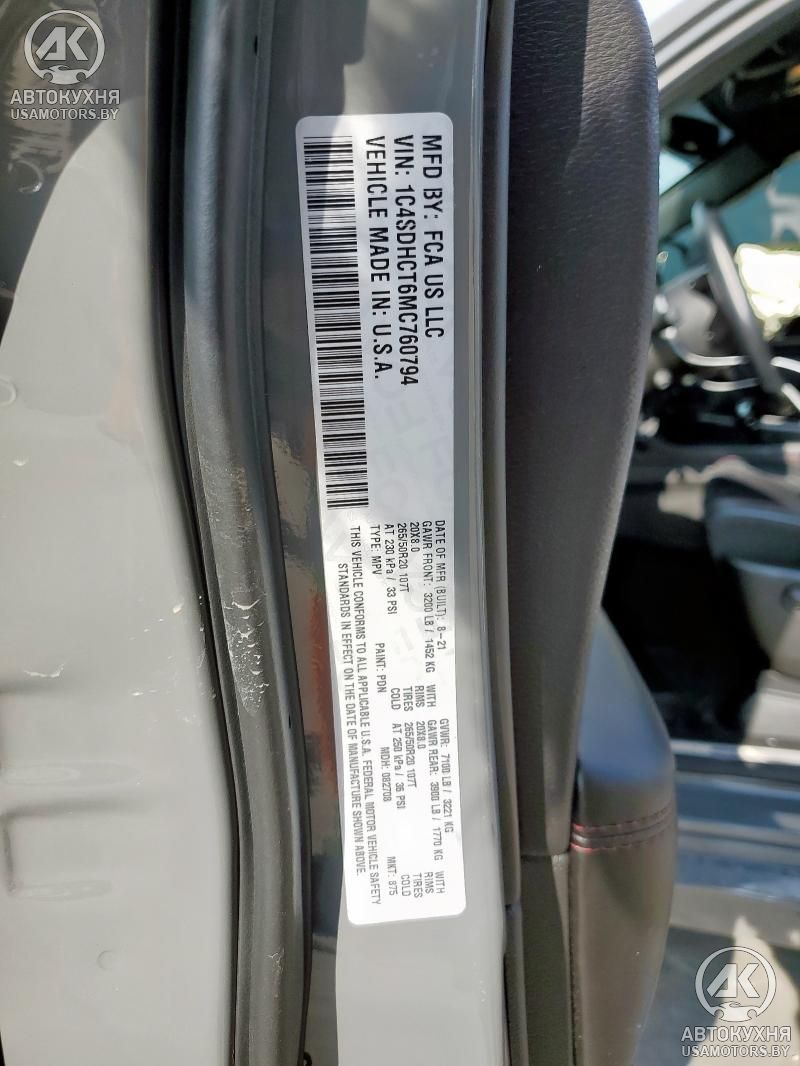 АВТОКУХНЯ
USAMOTORS.BY
MFD BY: FCA US LLC
VIN: 1C4SDHCT6MC760794
VEHICLE MADE IN: U.S.A.
DATE OF MFR (BUILT): 8-21 GVWR: 7100 LB / 3221 KG
GAWR FRONT: 3200 LB / 1452 KG WITH GAWR REAR: 3900 LB / 1770 KG WITH
20X8.0 RIMS 20X8.0 RIMS
265/50R20 107T TIRES 265/50R20 107T TIRES
AT 230 kPa / 33 PSI COLD AT 250 kPa / 36 PSI COLD
TYPE: MPV PAINT: PDN MDH: 082708 MKT: 875
THIS VEHICLE CONFORMS TO ALL APPLICABLE U.S.A. FEDERAL MOTOR VEHICLE SAFETY
STANDARDS IN EFFECT ON THE DATE OF MANUFACTURE SHOWN ABOVE.
АВТОКУХНЯ
USAMOTORS.BY